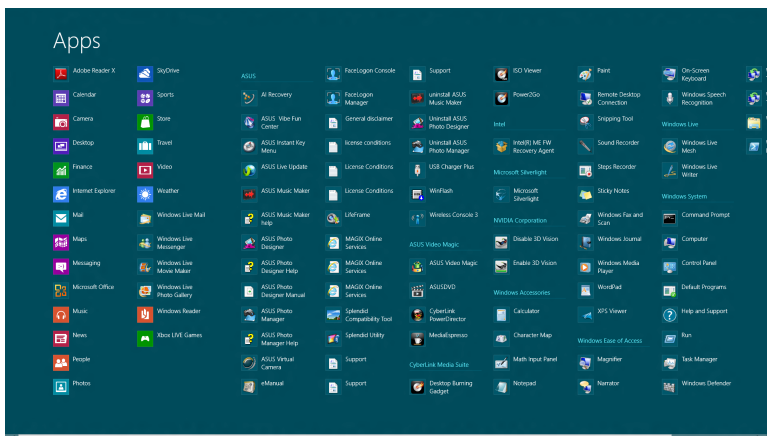 Apps
Adobe Reader X
Calendar
Camera
Desktop
Finance
Internet Explorer
Mail
Maps
Messaging
Microsoft Office
Music
News
People
Photos
SkyDrive
Sports
Store
Travel
Video
Weather
Windows Live Mail
Windows Live
Messenger
Windows Live
Movie Maker
Windows Live
Photo Gallery
Windows Reader
Xbox LIVE Games
ASUS
AI Recovery
ASUS Vibe Fun
Center
ASUS Instant Key
Menu
ASUS Live Update
ASUS Music Maker
ASUS Music Maker
help
ASUS Photo
Designer
ASUS Photo
Designer Help
ASUS Photo
Designer Manual
ASUS Photo
Manager
ASUS Photo
Manager Help
ASUS Virtual
Camera
eManual
FaceLogon Console
FaceLogon
Manager
General disclaimer
license conditions
License Conditions
License Conditions
LifeFrame
MAGIX Online
Services
MAGIX Online
Services
MAGIX Online
Services
Splendid
Compatibility Tool
Splendid Utility
Support
Support
Support
uninstall ASUS
Music Maker
Uninstall ASUS
Photo Designer
Uninstall ASUS
Photo Manager
USB Charger Plus
WinFlash
Wireless Console 3
ASUS Video Magic
ASUS Video Magic
ASUSDVD
CyberLink
PowerDirector
MediaEspresso
CyberLink Media Suite
Desktop Burning
Gadget
ISO Viewer
Power2Go
Intel
Intel(R) ME FW
Recovery Agent
Microsoft Silverlight
Microsoft
Silverlight
NVIDIA Corporation
Disable 3D Vision
Enable 3D Vision
Windows Accessories
Calculator
Character Map
Math Input Panel
Notepad
Paint
Remote Desktop
Connection
Snipping Tool
Sound Recorder
Steps Recorder
Sticky Notes
Windows Fax and
Scan
Windows Journal
Windows Media
Player
WordPad
XPS Viewer
Windows Ease of Access
Magnifier
Narrator
On-Screen
Keyboard
Windows Speech
Recognition
Windows Live
Windows Live
Mesh
Windows Live
Writer
Windows System
Command Prompt
Computer
Control Panel
Default Programs
Help and Support
Run
Task Manager
Windows Defender